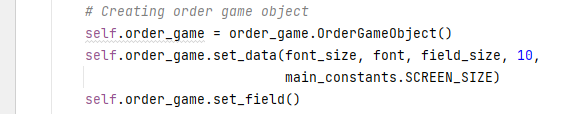 # Creating order game object
self.order_game = order_game.OrderGameObject()
self.order_game.set_data(font_size, font, field_size, 10,
main_constants.SCREEN_SIZE)
self.order_game.set_field()